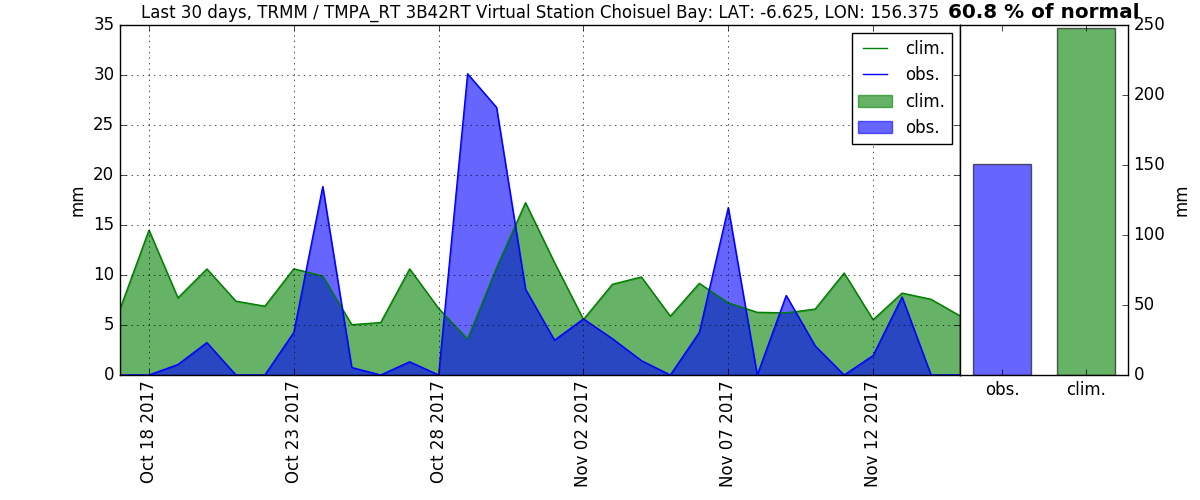 Last 30 days, TRMM / TMPA_RT 3B42RT Virtual Station Choisuel Bay: LAT: -6.625, LON: 156.375
60.8 % of normal
35
30
25
20
15
10
5
0
mm
clim.
obs.
clim.
obs.
Oct 18 2017
Oct 23 2017
Oct 28 2017
Nov 02 2017
Nov 07 2017
Nov 12 2017
250
200
150
100
50
0
mm
obs.
clim.